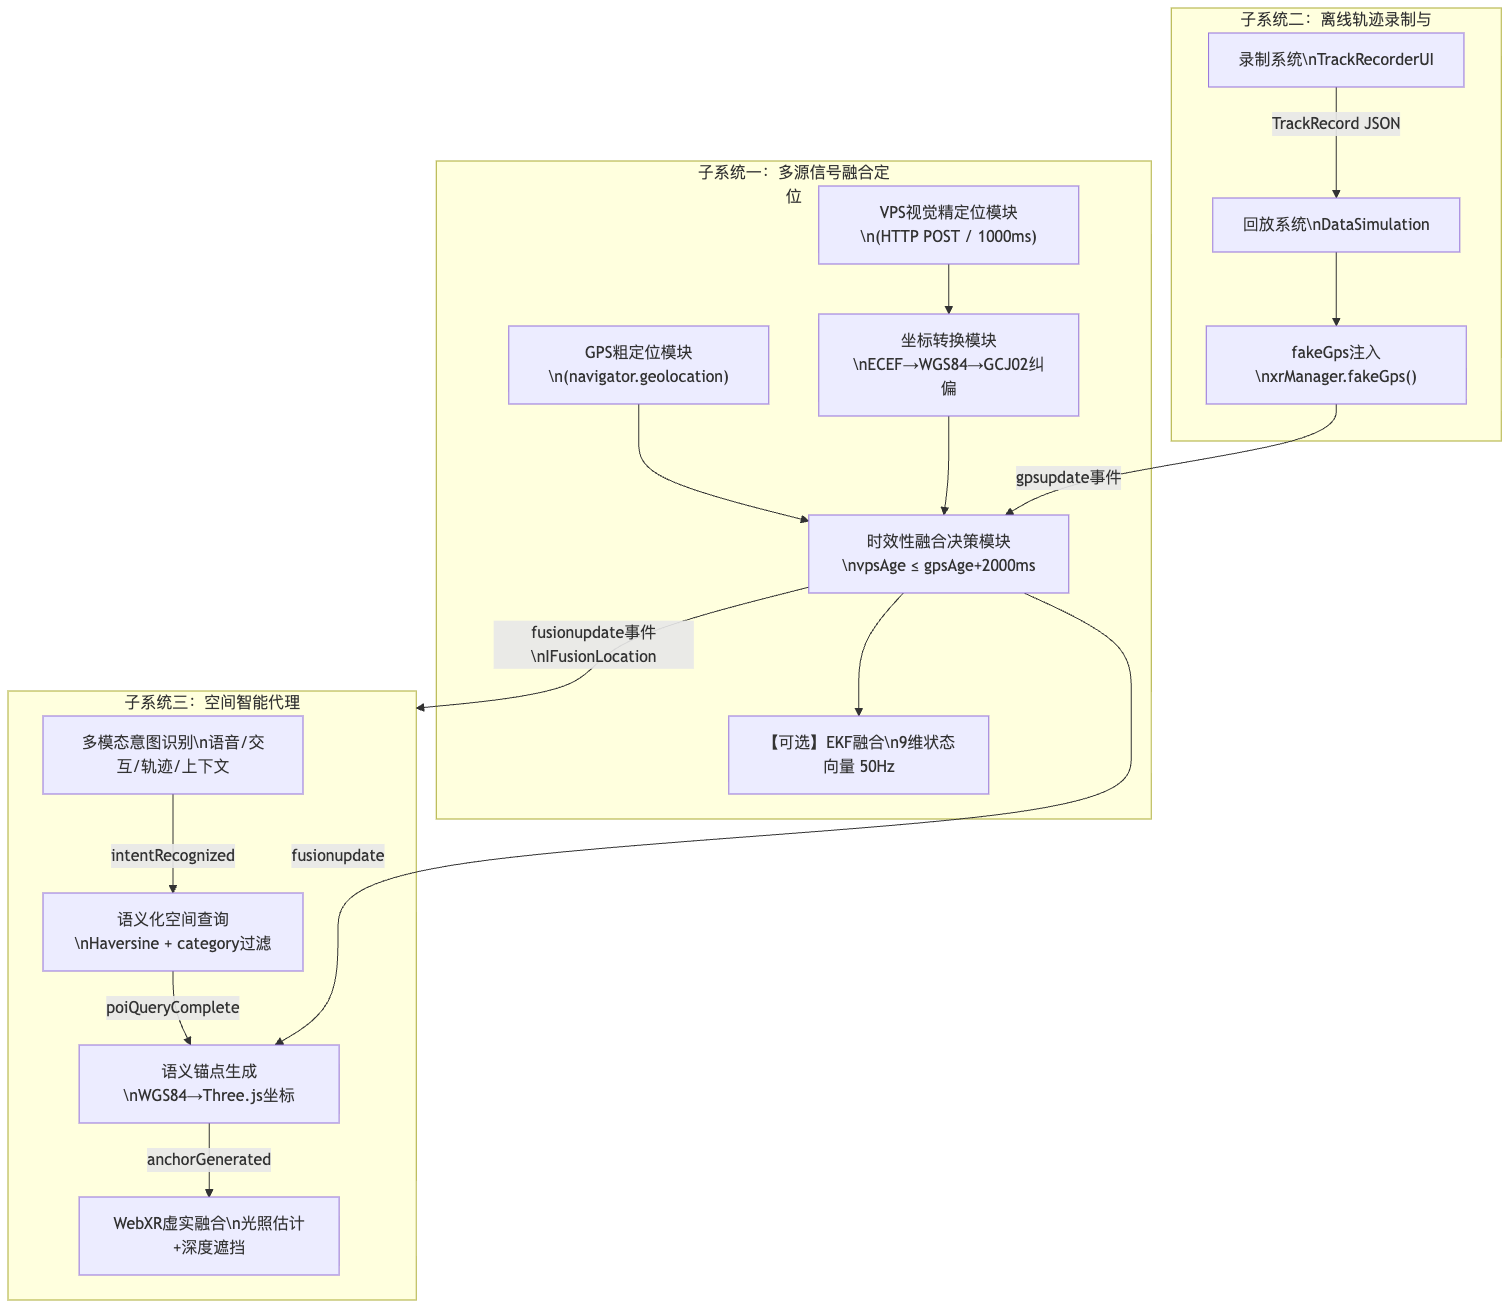 子系统二：离线轨迹录制与
录制系统\nTrackRecorderUI
TrackRecord JSON
回放系统\nDataSimulation
fakeGps注入
\nxrManager.fakeGps()
gpsupdate事件
子系统一：多源信号融合定
位
VPS视觉精定位模块
\n(HTTP POST / 1000ms)
GPS粗定位模块
\n(navigator.geolocation)
坐标转换模块
\nECEF→WGS84→GCJ02纠
偏
时效性融合决策模块
\nvpsAge ≤ gpsAge+2000ms
fusionupdate事件
\nIFusionLocation
【可选】EKF融合\n9维状态
向量 50Hz
fusionupdate
子系统三：空间智能代理
多模态意图识别\n语音/交
互/轨迹/上下文
intentRecognized
语义化空间查询
\nHaversine + category过滤
poiQueryComplete
语义锚点生成
\nWGS84→Three.js坐标
anchorGenerated
WebXR虚实融合\n光照估计
+深度遮挡